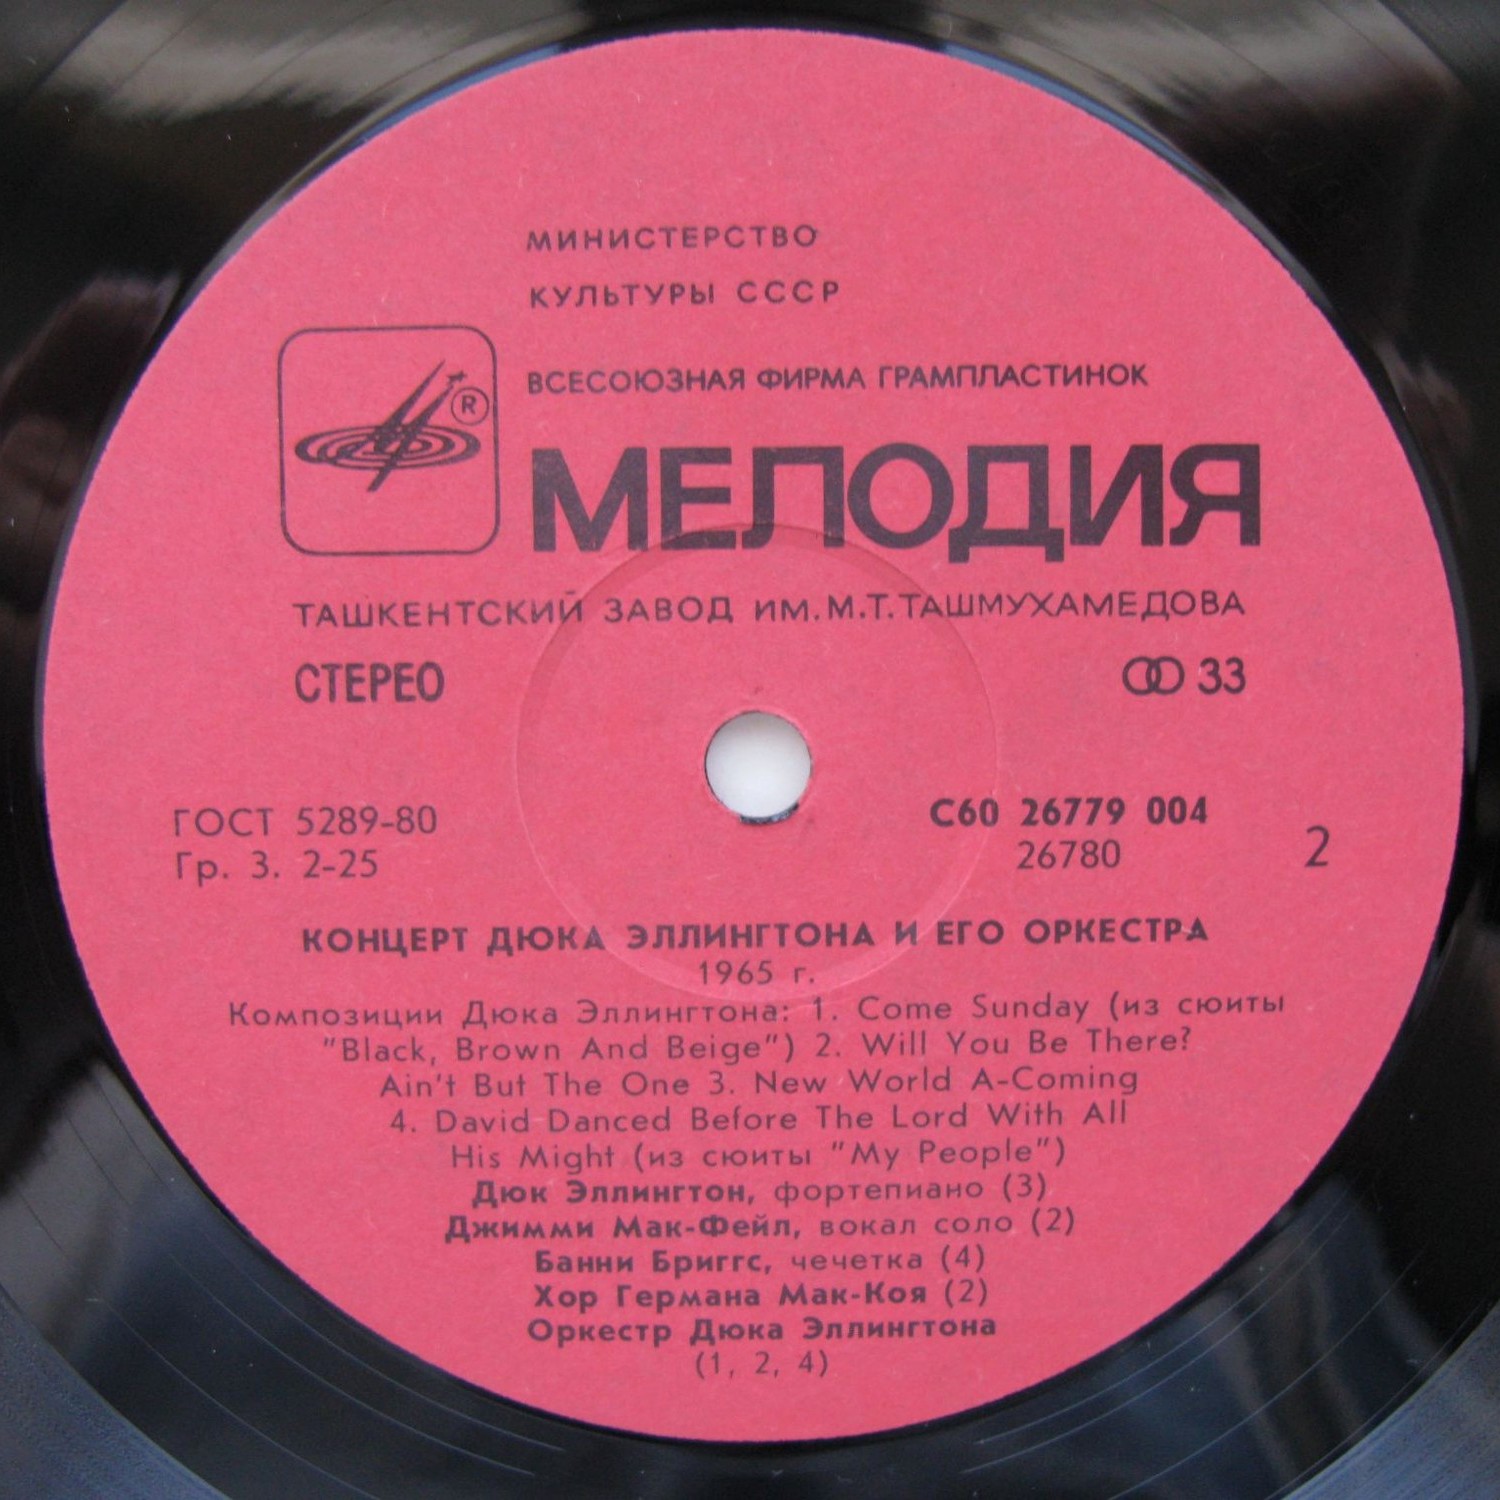 МИНИСТЕРСТВО
КУЛЬТУРЫ СССР
ВСЕСОЮЗНАЯ ФИРМА ГРАМПЛАСТИНОК
®
МЕЛОДИЯ
ТАШКЕНТСКИЙ ЗАВОД ИМ.М.Т.ТАШМУХАМЕДОВА
СТЕРЕО 33
ГОСТ 5289-80 С60 26779 004
Гр. 3. 2-25 26780 2
КОНЦЕРТ ДЮКА ЭЛЛИНГТОНА И ЕГО ОРКЕСТРА
1965 г.
Композиции Дюка Эллингтона: 1. Come Sunday (из сюиты
"Black, Brown And Beige") 2. Will You Be There?
Ain't But The One 3. New World A-Coming
4. David Danced Before The Lord With All
His Might (из сюиты "My People")
Дюк Эллингтон, фортепиано (3)
Джимми Мак-Фейл, вокал соло (2)
Банни Бриггс, чечетка (4)
Хор Германа Мак-Коя (2)
Оркестр Дюка Эллингтона
(1, 2, 4)